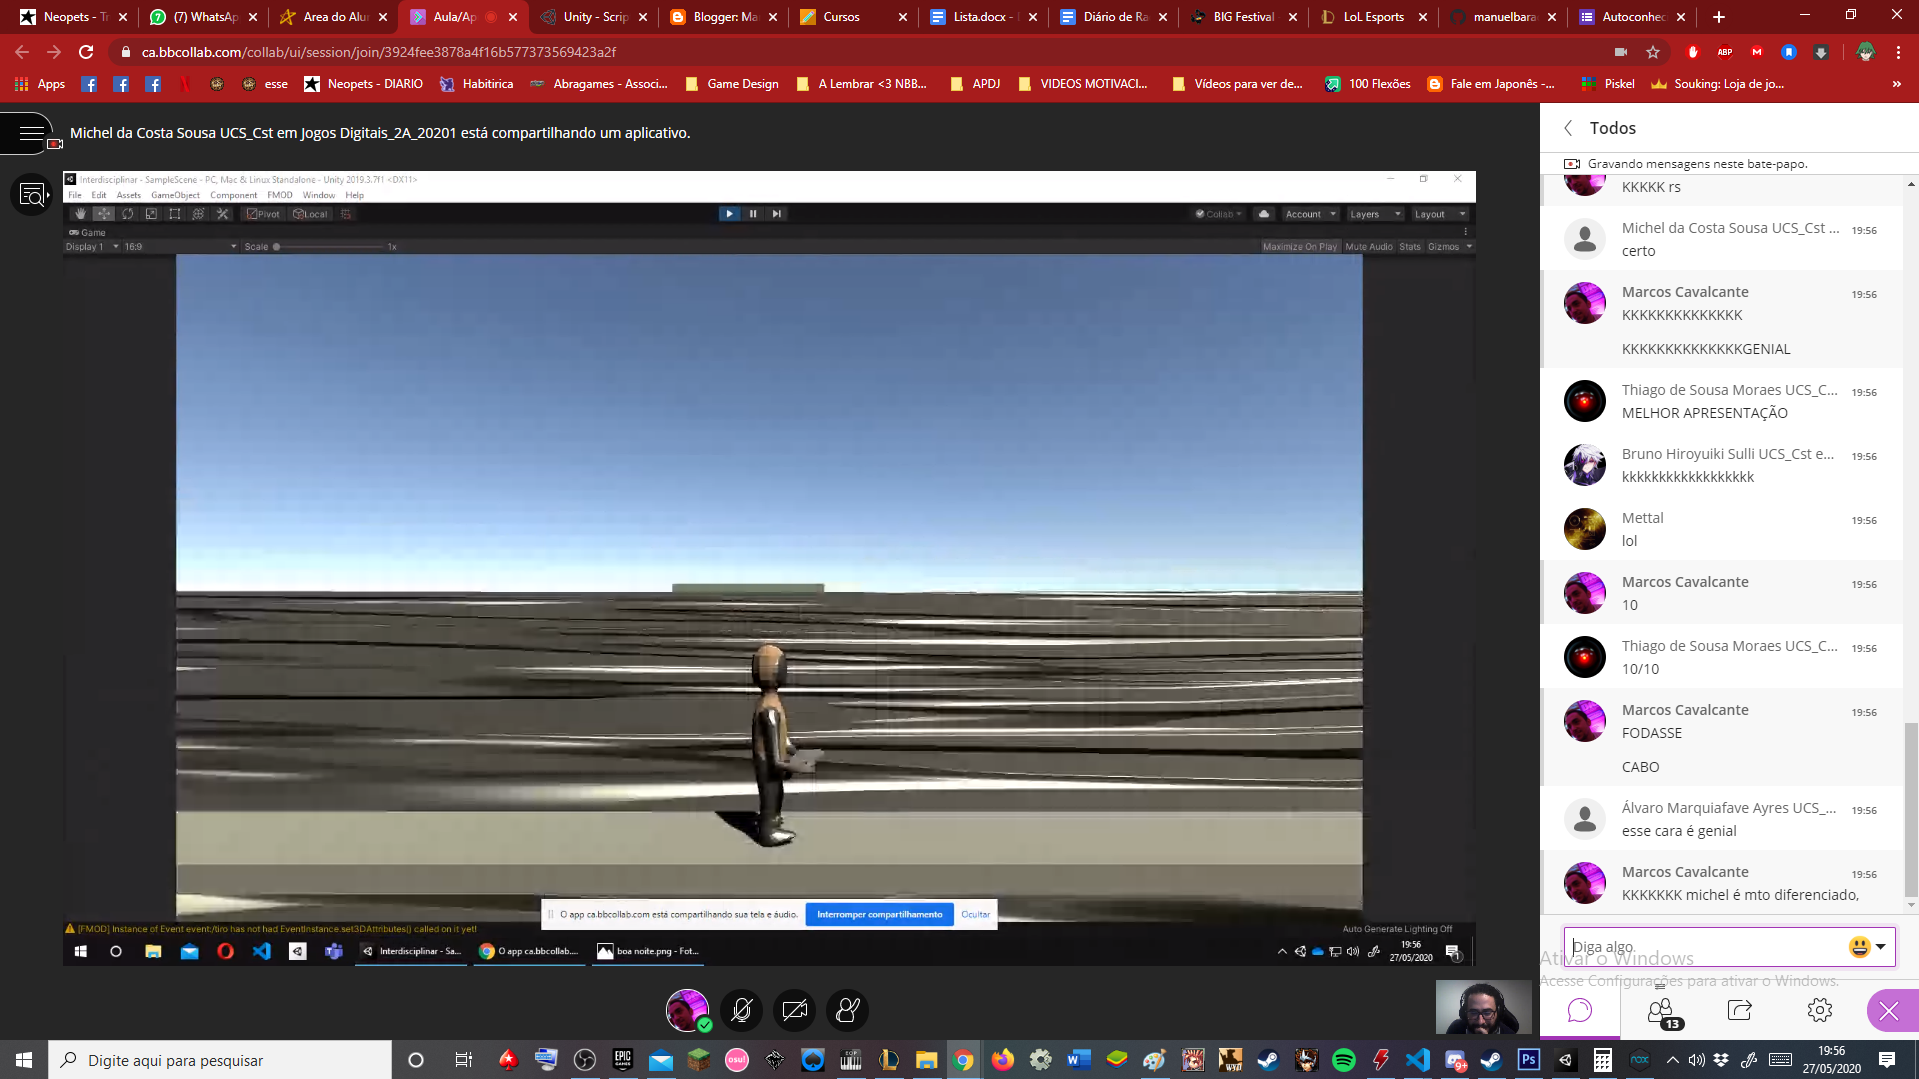 Neopets - Tr
(7) WhatsAp
Area do Alun
Aula/Ap
Unity - Scrip
Blogger: Ma
Cursos
Lista.docx - 
Diário de Ra
BIG Festival
LoL Esports
manuelbara
Autoconhec
ca.bbcollab.com/collab/ui/session/join/3924fee3878a4f16b577373569423a2f
Apps
esse
Neopets - DIARIO
Habitirica
Abragames - Associ...
Game Design
A Lembrar <3 NBB...
APDJ
VIDEOS MOTIVACI...
Vídeos para ver de...
100 Flexões
Fale em Japonês -...
Piskel
Souking: Loja de jo...
»
Michel da Costa Sousa UCS_Cst em Jogos Digitais_2A_20201 está compartilhando um aplicativo.
Interdisciplinar - SampleScene - PC, Mac & Linux Standalone - Unity 2019.3.7f1 <DX11>
File Edit Assets GameObject Component FMOD Window Help
Pivot Local
Collab Account Layers Layout
Game
Display 1 16:9 Scale 1x
Maximize On Play Mute Audio Stats Gizmos
O app ca.bbcollab.com está compartilhando sua tela e áudio.
Interromper compartilhamento
Ocultar
[FMOD] Instance of Event event:/tiro has not had EventInstance.set3DAttributes() called on it yet!
Auto Generate Lighting Off
Interdisciplinar - Sa...
O app ca.bbcollab...
boa noite.png - Fot...
19:56
27/05/2020
Todos
Gravando mensagens neste bate-papo.
KKKKK rs
Michel da Costa Sousa UCS_Cst ... 19:56
certo
Marcos Cavalcante 19:56
KKKKKKKKKKKKKK
KKKKKKKKKKKKKKGENIAL
Thiago de Sousa Moraes UCS_C... 19:56
MELHOR APRESENTAÇÃO
Bruno Hiroyuiki Sulli UCS_Cst e... 19:56
kkkkkkkkkkkkkkkkkk
Mettal 19:56
lol
Marcos Cavalcante 19:56
10
Thiago de Sousa Moraes UCS_C... 19:56
10/10
Marcos Cavalcante 19:56
FODASSE
CABO
Álvaro Marquiafave Ayres UCS_... 19:56
esse cara é genial
Marcos Cavalcante 19:56
KKKKKKK michel é mto diferenciado,
Diga algo
Ativar o Windows
Acesse Configurações para ativar o Windows.
13
Digite aqui para pesquisar
19:56
27/05/2020